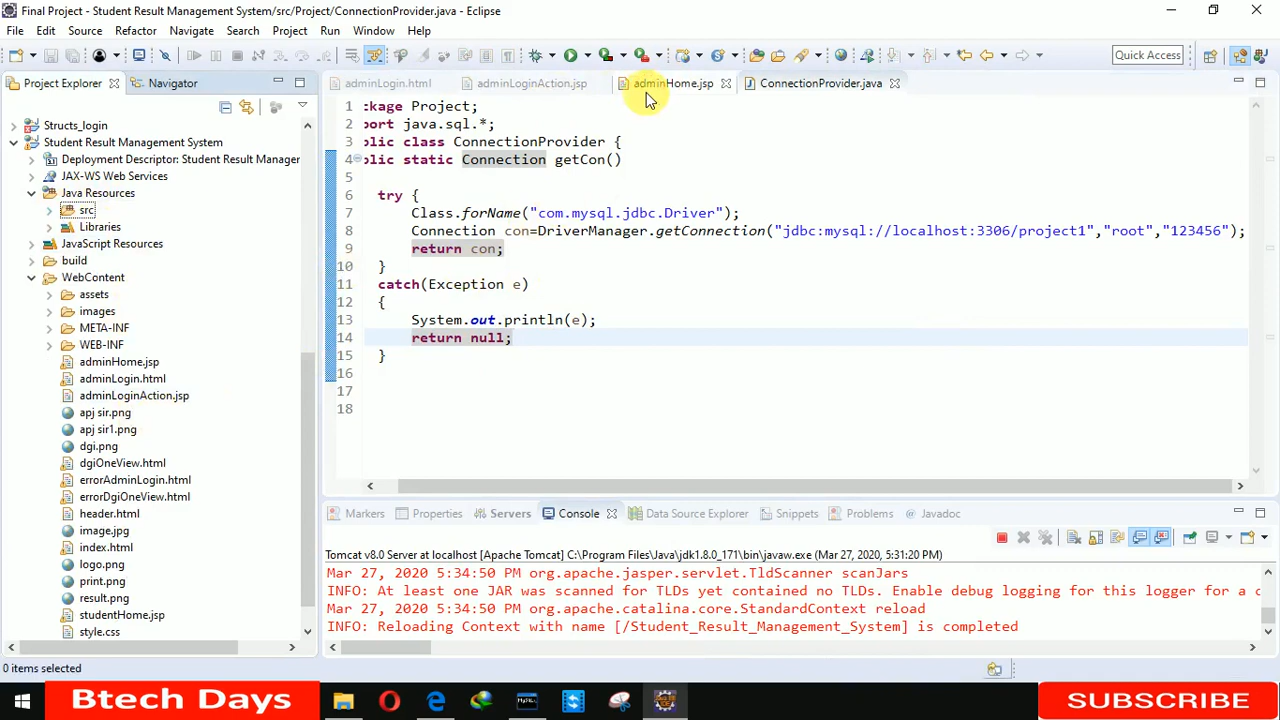 Final Project - Student Result Management System/src/Project/ConnectionProvider.java - Eclipse
File Edit Source Refactor Navigate Search Project Run Window Help
Quick Access
Project Explorer Navigator
Structs_login
Student Result Management System
Deployment Descriptor: Student Result Manager
JAX-WS Web Services
Java Resources
src
Libraries
JavaScript Resources
build
WebContent
assets
images
META-INF
WEB-INF
adminHome.jsp
adminLogin.html
adminLoginAction.jsp
apj sir.png
apj sir1.png
dgi.png
dgiOneView.html
errorAdminLogin.html
errorDgiOneView.html
header.html
image.jpg
index.html
logo.png
print.png
result.png
studentHome.jsp
style.css
adminLogin.html adminLoginAction.jsp adminHome.jsp ConnectionProvider.java
1 ckage Project;
2 port java.sql.*;
3 blic class ConnectionProvider {
4 blic static Connection getCon()
5
6 try {
7 Class.forName("com.mysql.jdbc.Driver");
8 Connection con=DriverManager.getConnection("jdbc:mysql://localhost:3306/project1","root","123456");
9 return con;
10 }
11 catch(Exception e)
12 {
13 System.out.println(e);
14 return null;
15 }
16
17
18
Markers Properties Servers Console Data Source Explorer Snippets Problems Javadoc
Tomcat v8.0 Server at localhost [Apache Tomcat] C:\Program Files\Java\jdk1.8.0_171\bin\javaw.exe (Mar 27, 2020 5:31:20 PM)
Mar 27, 2020 5:34:50 PM org.apache.jasper.servlet.TldScanner scanJars
INFO: At least one JAR was scanned for TLDs yet contained no TLDs. Enable debug logging for this logger for a c
Mar 27, 2020 5:34:50 PM org.apache.catalina.core.StandardContext reload
INFO: Reloading Context with name [/Student_Result_Management_System] is completed
0 items selected
Btech Days
SUBSCRIBE